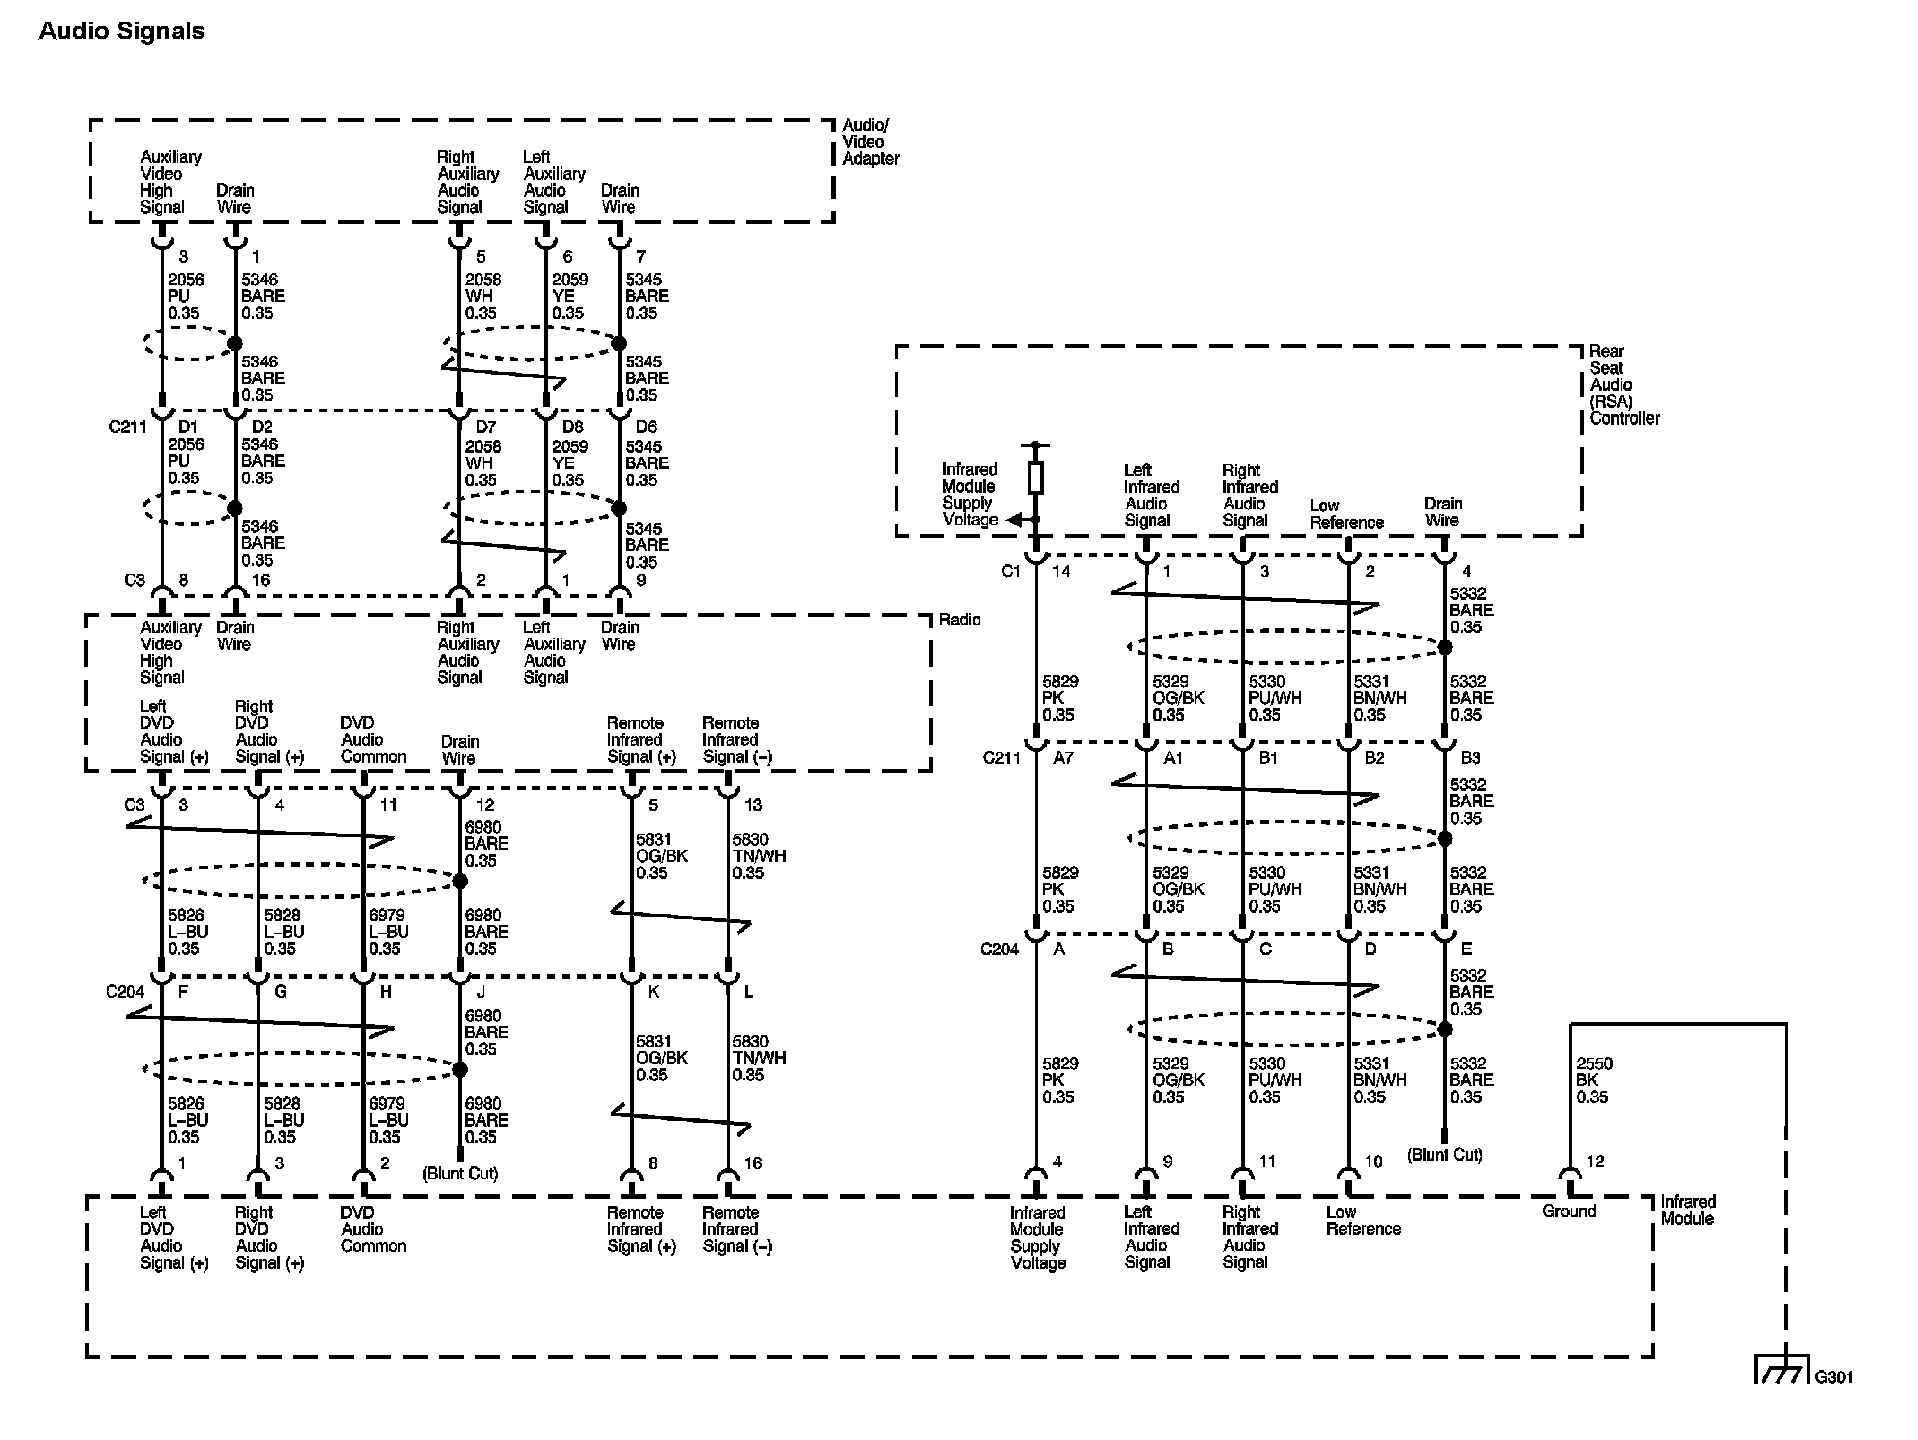 Audio Signals
Audio/
Video
Adapter
Auxiliary
Video
High
Signal
Drain
Wire
Right
Auxiliary
Audio
Signal
Left
Auxiliary
Audio
Signal
Drain
Wire
3
1
5
6
7
2056
PU
0.35
5346
BARE
0.35
2058
WH
0.35
2059
YE
0.35
5345
BARE
0.35
5346
BARE
0.35
5345
BARE
0.35
C211
D1
D2
D7
D8
D6
2056
PU
0.35
5346
BARE
0.35
2058
WH
0.35
2059
YE
0.35
5345
BARE
0.35
5346
BARE
0.35
5345
BARE
0.35
C3
8
16
2
1
9
Radio
Auxiliary
Video
High
Signal
Drain
Wire
Right
Auxiliary
Audio
Signal
Left
Auxiliary
Audio
Signal
Drain
Wire
Left
DVD
Audio
Signal (+)
Right
DVD
Audio
Signal (+)
DVD
Audio
Common
Drain
Wire
Remote
Infrared
Signal (+)
Remote
Infrared
Signal (–)
C3
3
4
11
12
5
13
6980
BARE
0.35
5831
OG/BK
0.35
5830
TN/WH
0.35
5826
L–BU
0.35
5828
L–BU
0.35
6979
L–BU
0.35
6980
BARE
0.35
C204
F
G
H
J
K
L
6980
BARE
0.35
5831
OG/BK
0.35
5830
TN/WH
0.35
5826
L–BU
0.35
5828
L–BU
0.35
6979
L–BU
0.35
6980
BARE
0.35
(Blunt Cut)
1
3
2
8
16
Left
DVD
Audio
Signal (+)
Right
DVD
Audio
Signal (+)
DVD
Audio
Common
Remote
Infrared
Signal (+)
Remote
Infrared
Signal (–)
Rear
Seat
Audio
(RSA)
Controller
Infrared
Module
Supply
Voltage
Left
Infrared
Audio
Signal
Right
Infrared
Audio
Signal
Low
Reference
Drain
Wire
C1
14
1
3
2
4
5332
BARE
0.35
5829
PK
0.35
5329
OG/BK
0.35
5330
PU/WH
0.35
5331
BN/WH
0.35
5332
BARE
0.35
C211
A7
A1
B1
B2
B3
5332
BARE
0.35
5829
PK
0.35
5329
OG/BK
0.35
5330
PU/WH
0.35
5331
BN/WH
0.35
5332
BARE
0.35
C204
A
B
C
D
E
5332
BARE
0.35
5829
PK
0.35
5329
OG/BK
0.35
5330
PU/WH
0.35
5331
BN/WH
0.35
5332
BARE
0.35
(Blunt Cut)
2550
BK
0.35
4
9
11
10
12
Infrared
Module
Supply
Voltage
Left
Infrared
Audio
Signal
Right
Infrared
Audio
Signal
Low
Reference
Ground
Infrared
Module
G301